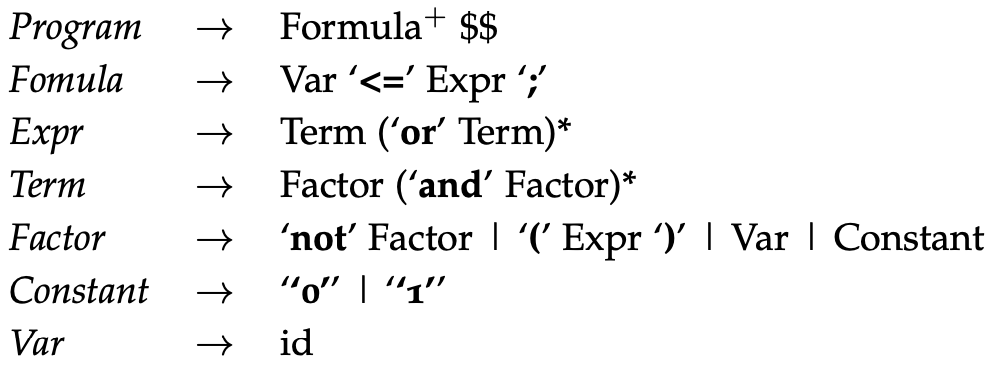 Program → Formula⁺ $$
Fomula → Var ‘<=’ Expr ‘;’
Expr → Term (‘or’ Term)*
Term → Factor (‘and’ Factor)*
Factor → ‘not’ Factor | ‘(’ Expr ‘)’ | Var | Constant
Constant → ‘‘0’’ | ‘‘1’’
Var → id